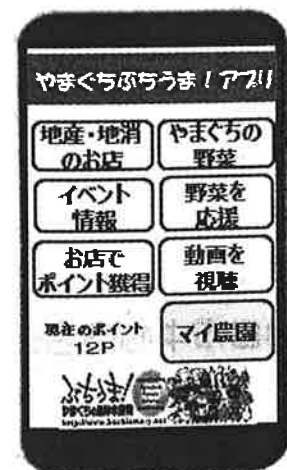 やまぐちぶちうま！アプリ
地産・地消
のお店
やまぐちの
野菜
イベント
情報
野菜を
応援
お店で
ポイント獲得
動画を
視聴
現在のポイント
12P
マイ農園
ぶちうま!